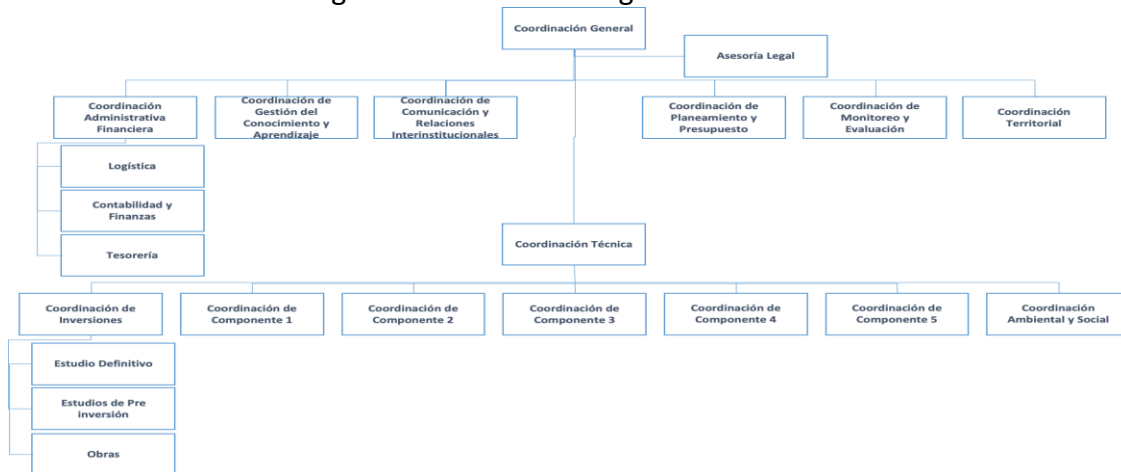 Coordinación General
Asesoría Legal
Coordinación
Administrativa
Financiera
Coordinación de
Gestión del
Conocimiento y
Aprendizaje
Coordinación de
Comunicación y
Relaciones
Interinstitucionales
Coordinación de
Planeamiento y
Presupuesto
Coordinación de
Monitoreo y
Evaluación
Coordinación
Territorial
Logística
Contabilidad y
Finanzas
Tesorería
Coordinación Técnica
Coordinación de
Inversiones
Coordinación de
Componente 1
Coordinación de
Componente 2
Coordinación de
Componente 3
Coordinación de
Componente 4
Coordinación de
Componente 5
Coordinación
Ambiental y Social
Estudio Definitivo
Estudios de Pre
inversión
Obras